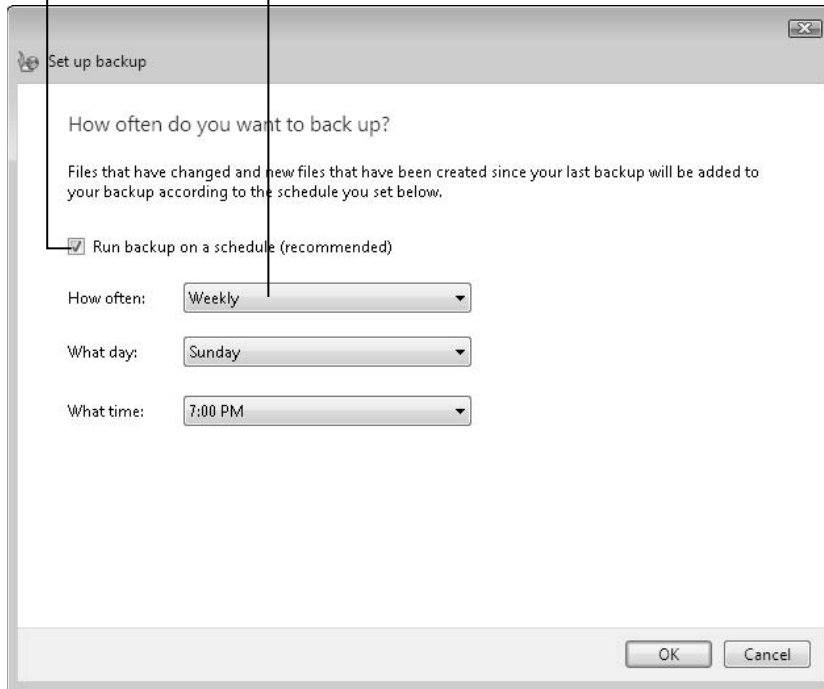 Set up backup
How often do you want to back up?
Files that have changed and new files that have been created since your last backup will be added to
your backup according to the schedule you set below.
Run backup on a schedule (recommended)
How often: Weekly
What day: Sunday
What time: 7:00 PM
OK Cancel